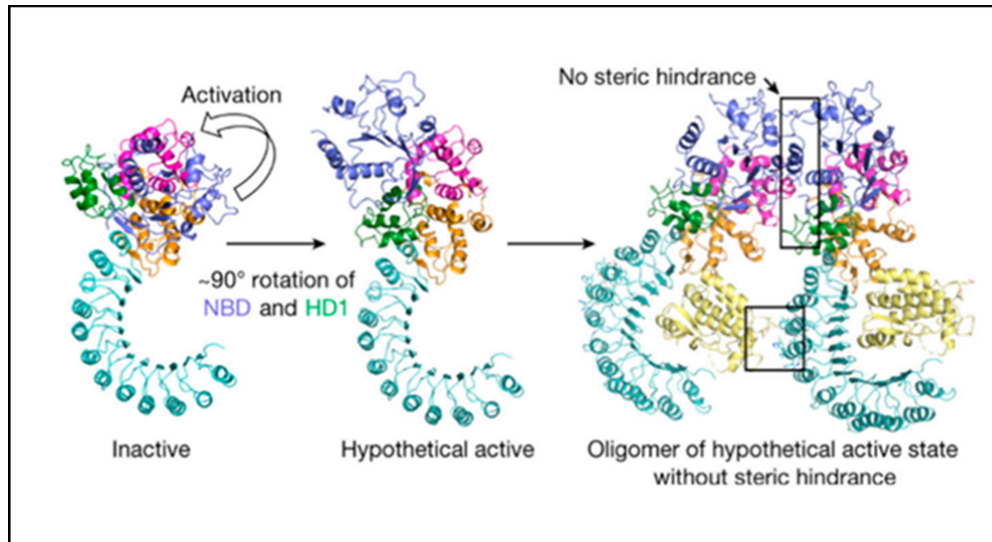 No steric hindrance
Activation
~90° rotation of
NBD and HD1
Inactive
Hypothetical active
Oligomer of hypothetical active state
without steric hindrance